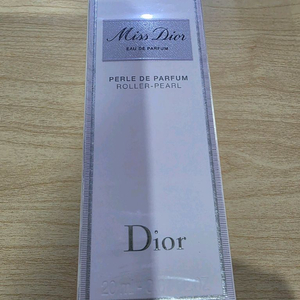 Miss Dior
EAU DE PARFUM
PERLE DE PARFUM
ROLLER-PEARL
Dior